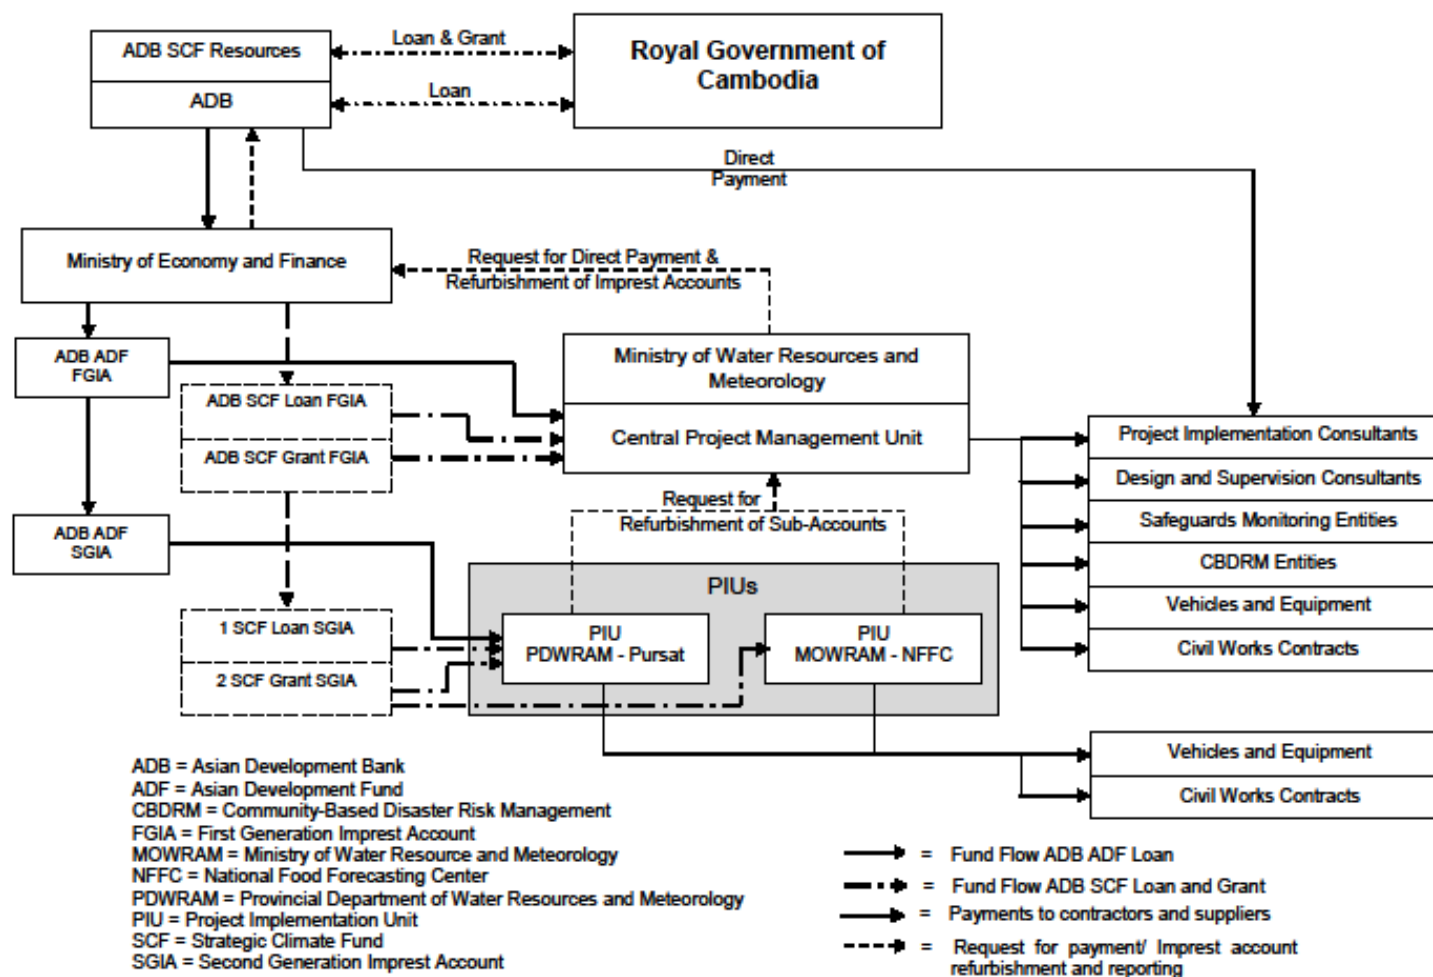 ADB SCF Resources
Loan & Grant
Royal Government of
Cambodia
ADB
Loan
Direct
Payment
Ministry of Economy and Finance
Request for Direct Payment &
Refurbishment of Imprest Accounts
ADB ADF
FGIA
Ministry of Water Resources and
Meteorology
ADB SCF Loan FGIA
Central Project Management Unit
ADB SCF Grant FGIA
Project Implementation Consultants
Design and Supervision Consultants
Safeguards Monitoring Entities
CBDRM Entities
Vehicles and Equipment
Civil Works Contracts
Request for
Refurbishment of Sub-Accounts
ADB ADF
SGIA
PIUs
1 SCF Loan SGIA
2 SCF Grant SGIA
PIU
PDWRAM - Pursat
PIU
MOWRAM - NFFC
Vehicles and Equipment
Civil Works Contracts
ADB = Asian Development Bank
ADF = Asian Development Fund
CBDRM = Community-Based Disaster Risk Management
FGIA = First Generation Imprest Account
MOWRAM = Ministry of Water Resource and Meteorology
NFFC = National Food Forecasting Center
PDWRAM = Provincial Department of Water Resources and Meteorology
PIU = Project Implementation Unit
SCF = Strategic Climate Fund
SGIA = Second Generation Imprest Account
= Fund Flow ADB ADF Loan
= Fund Flow ADB SCF Loan and Grant
= Payments to contractors and suppliers
= Request for payment/ Imprest account
refurbishment and reporting